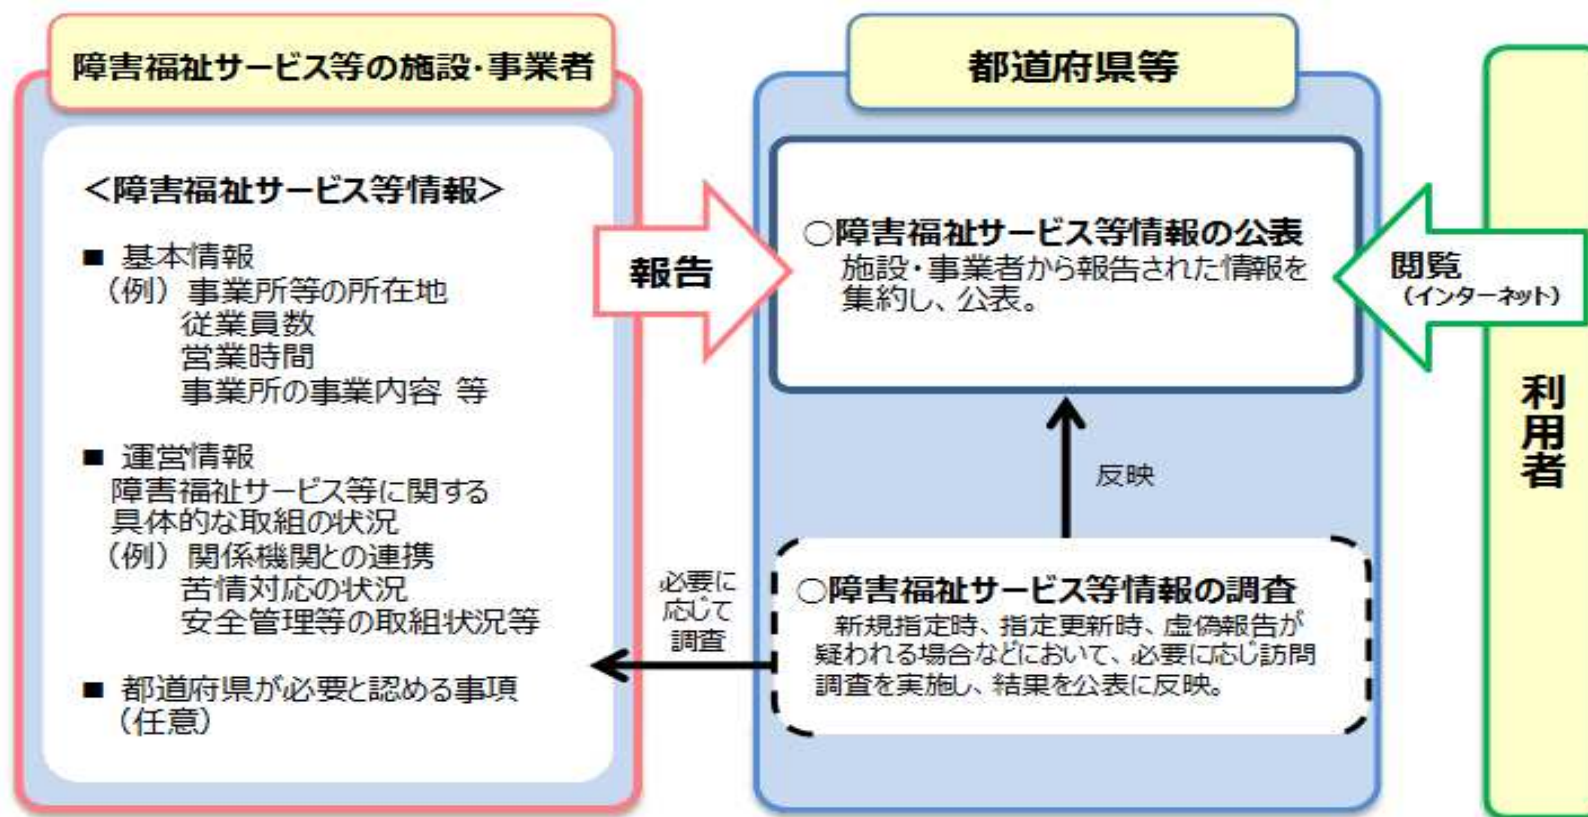 障害福祉サービス等の施設・事業者
＜障害福祉サービス等情報＞
■ 基本情報
（例）事業所等の所在地
従業員数
営業時間
事業所の事業内容 等
■ 運営情報
障害福祉サービス等に関する
具体的な取組の状況
（例）関係機関との連携
苦情対応の状況
安全管理等の取組状況等
■ 都道府県が必要と認める事項
（任意）
報告
必要に
応じて
調査
都道府県等
○障害福祉サービス等情報の公表
施設・事業者から報告された情報を
集約し、公表。
反映
○障害福祉サービス等情報の調査
新規指定時、指定更新時、虚偽報告が
疑われる場合などにおいて、必要に応じ訪問
調査を実施し、結果を公表に反映。
閲覧
（インターネット）
利用者